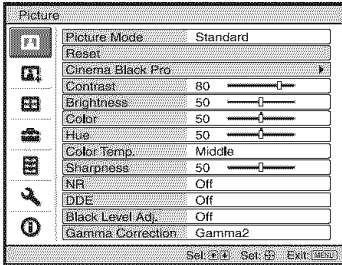 Picture
Picture Mode Standard
Reset
Cinema Black Pro
Contrast 80
Brightness 50
Color 50
Hue 50
Color Temp. Middle
Sharpness 50
NR Off
DDE Off
Black Level Adj. Off
Gamma Correction Gamma2
Sel: Set: Exit: MENU